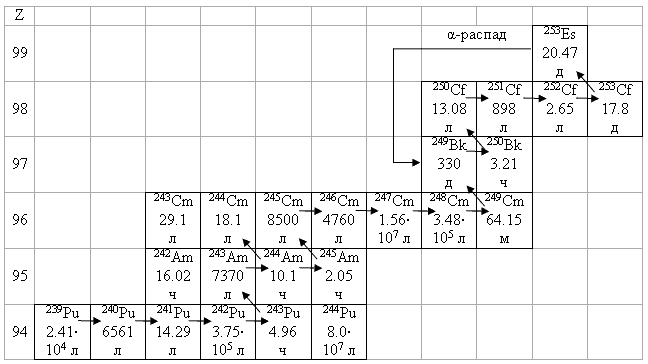 Z
α-распад
99 ²⁵³Es
20.47
д
98 ²⁵⁰Cf ²⁵¹Cf ²⁵²Cf ²⁵³Cf
13.08 898 2.65 17.8
л л л д
97 ²⁴⁹Bk ²⁵⁰Bk
330 3.21
д ч
96 ²⁴³Cm ²⁴⁴Cm ²⁴⁵Cm ²⁴⁶Cm ²⁴⁷Cm ²⁴⁸Cm ²⁴⁹Cm
29.1 18.1 8500 4760 1.56· 3.48· 64.15
л л л л 10⁷ л 10⁵ л м
95 ²⁴²Am ²⁴³Am ²⁴⁴Am ²⁴⁵Am
16.02 7370 10.1 2.05
ч л ч ч
94 ²³⁹Pu ²⁴⁰Pu ²⁴¹Pu ²⁴²Pu ²⁴³Pu ²⁴⁴Pu
2.41· 6561 14.29 3.75· 4.96 8.0·
10⁴ л л л 10⁵ л ч 10⁷ л